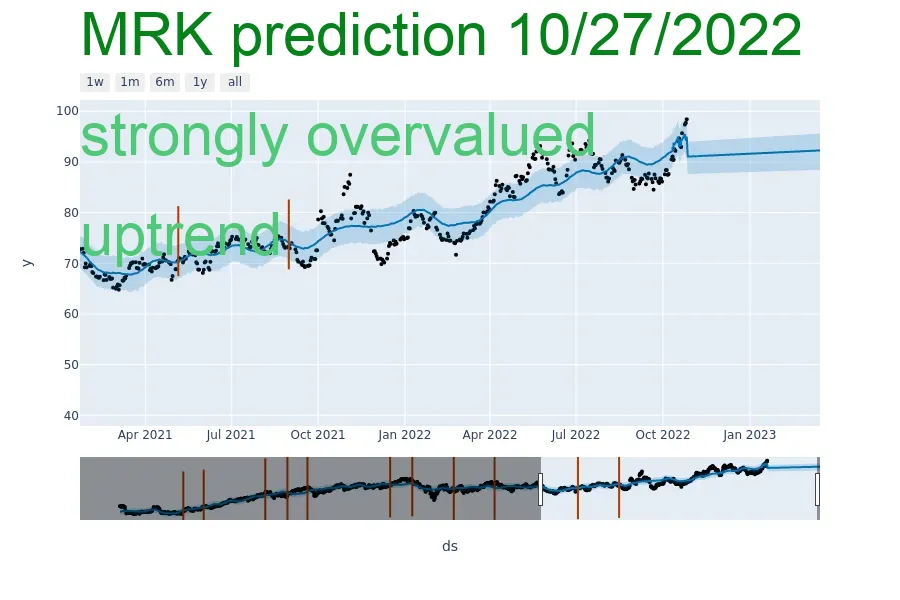 MRK prediction 10/27/2022
1w 1m 6m 1y all
100
strongly overvalued
90
80
uptrend
y
70
60
50
40
Apr 2021 Jul 2021 Oct 2021 Jan 2022 Apr 2022 Jul 2022 Oct 2022 Jan 2023
ds